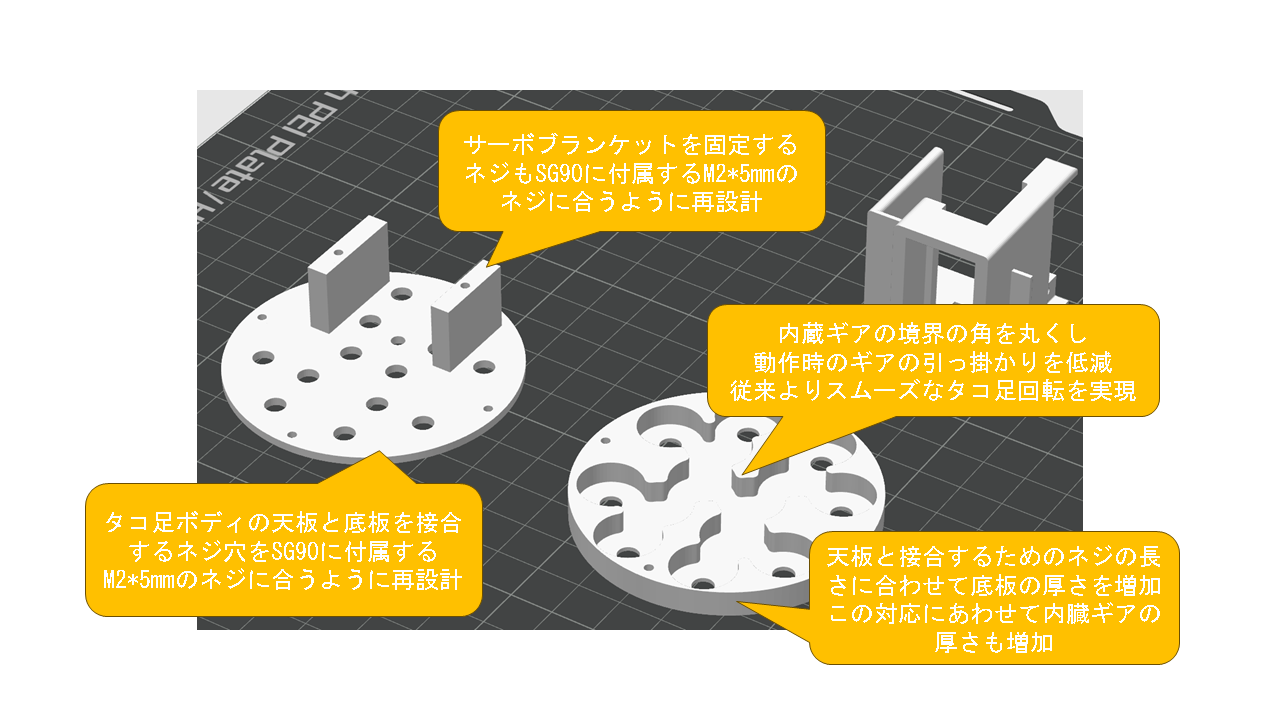 h PEI Plate / H
サーボブランケットを固定する
ネジもSG90に付属するM2*5mmの
ネジに合うように再設計
内蔵ギアの境界の角を丸くし
動作時のギアの引っ掛かりを低減
従来よりスムーズなタコ足回転を実現
タコ足ボディの天板と底板を接合
するネジ穴をSG90に付属する
M2*5mmのネジに合うように再設計
天板と接合するためのネジの長
さに合わせて底板の厚さを増加
この対応にあわせて内臓ギアの
厚さも増加